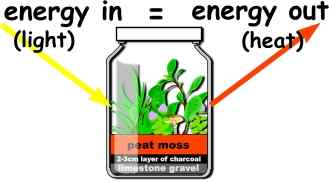 energy in = energy out
(light) (heat)
peat moss
2-3cm layer of charcoal
limestone gravel